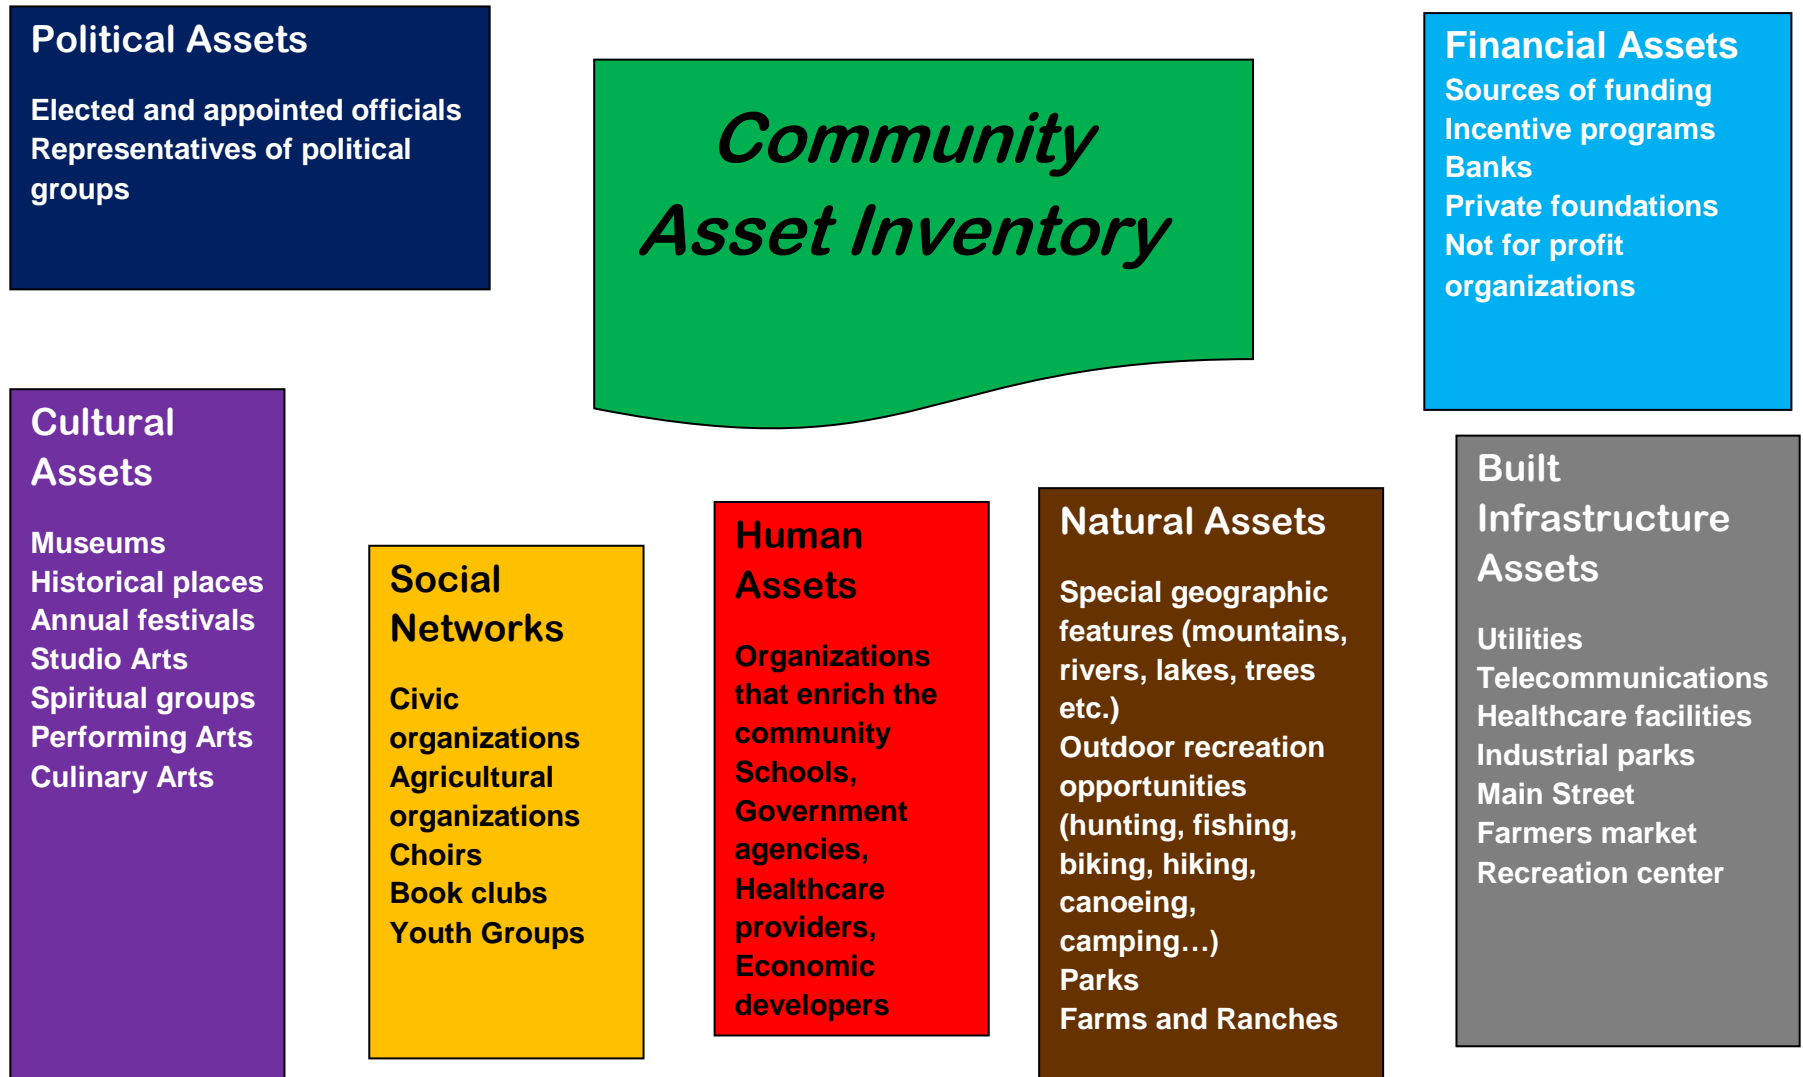 Political Assets
Elected and appointed officials
Representatives of political
groups
Community
Asset Inventory
Financial Assets
Sources of funding
Incentive programs
Banks
Private foundations
Not for profit
organizations
Cultural
Assets
Museums
Historical places
Annual festivals
Studio Arts
Spiritual groups
Performing Arts
Culinary Arts
Social
Networks
Civic
organizations
Agricultural
organizations
Choirs
Book clubs
Youth Groups
Human
Assets
Organizations
that enrich the
community
Schools,
Government
agencies,
Healthcare
providers,
Economic
developers
Natural Assets
Special geographic
features (mountains,
rivers, lakes, trees
etc.)
Outdoor recreation
opportunities
(hunting, fishing,
biking, hiking,
canoeing,
camping…)
Parks
Farms and Ranches
Built
Infrastructure
Assets
Utilities
Telecommunications
Healthcare facilities
Industrial parks
Main Street
Farmers market
Recreation center